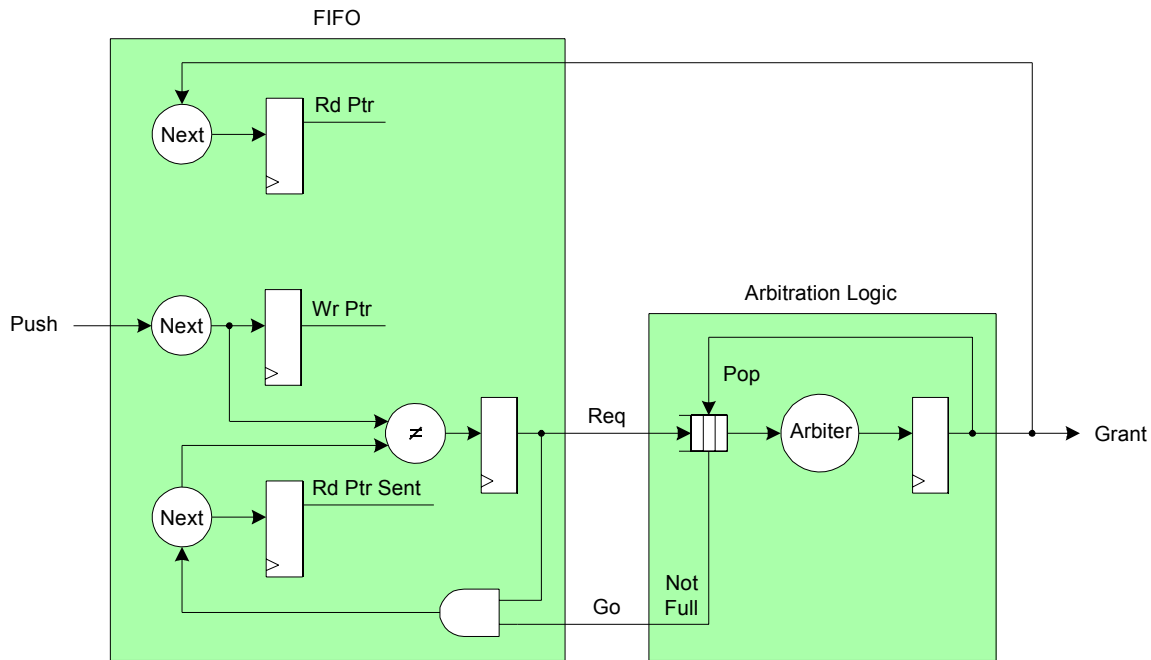 FIFO
Rd Ptr
Next
Wr Ptr
Push
Next
Arbitration Logic
Pop
Req
≠
Arbiter
Grant
Rd Ptr Sent
Next
Not
Full
Go